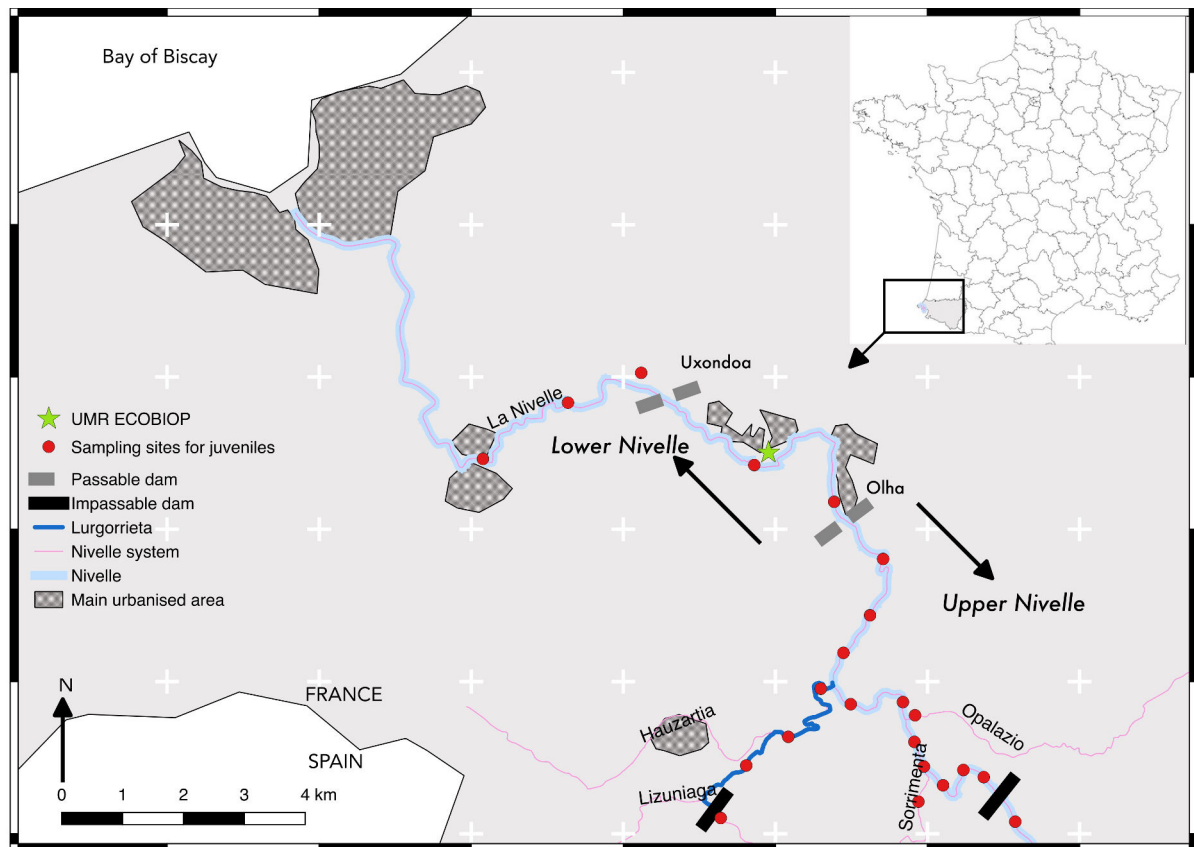 Bay of Biscay
Uxondoa
La Nivelle
Lower Nivelle
Olha
Upper Nivelle
UMR ECOBIOP
Sampling sites for juveniles
Passable dam
Impassable dam
Lurgorrieta
Nivelle system
Nivelle
Main urbanised area
N
FRANCE
SPAIN
0 1 2 3 4 km
Hauzartia
Lizuniaga
Opalazio
Sorrimenta